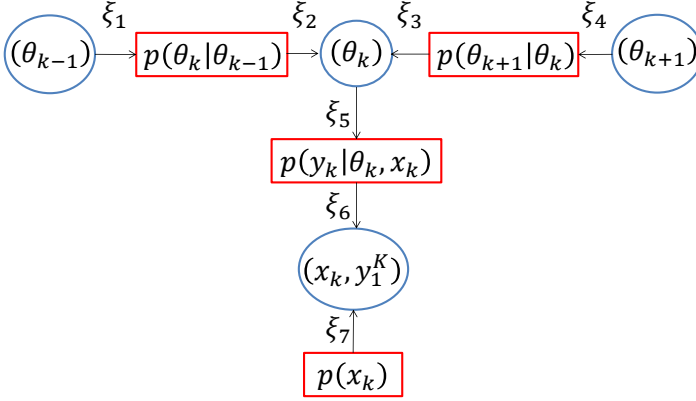 ξ₁ ξ₂ ξ₃ ξ₄
(θₖ₋₁) p(θₖ|θₖ₋₁) (θₖ) p(θₖ₊₁|θₖ) (θₖ₊₁)
ξ₅
p(yₖ|θₖ, xₖ)
ξ₆
(xₖ, y₁ᴷ)
ξ₇
p(xₖ)